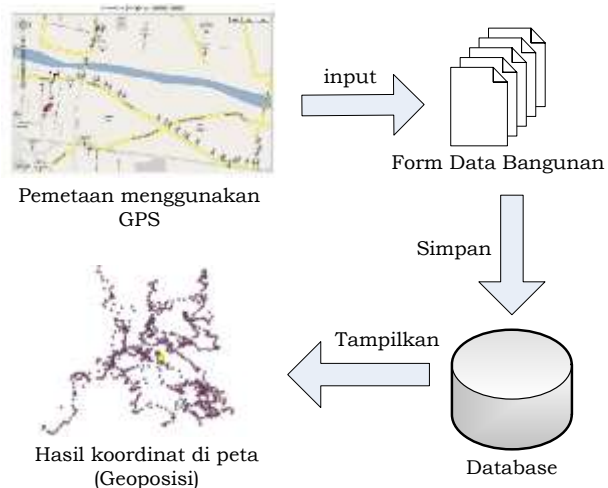 input
Form Data Bangunan
Pemetaan menggunakan
GPS
Simpan
Tampilkan
Hasil koordinat di peta
(Geoposisi)
Database